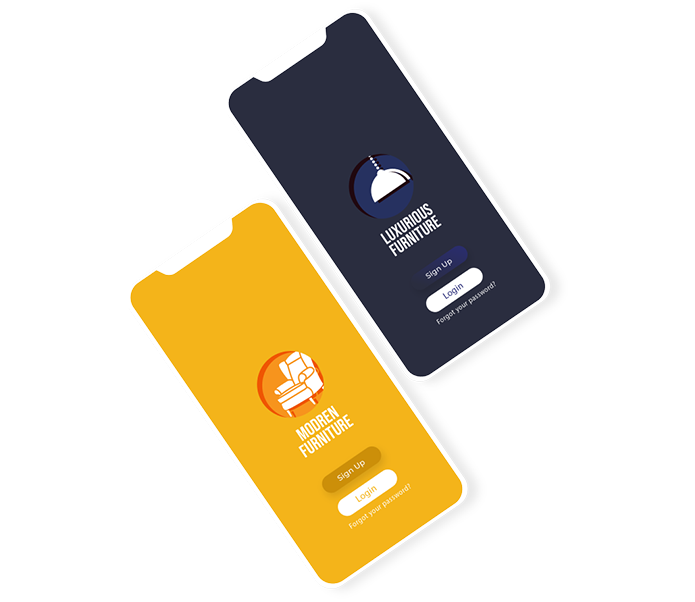 LUXURIOUS
FURNITURE
Sign Up
Login
Forgot your password?
MODREN
FURNITURE
Sign Up
Login
Forgot your password?